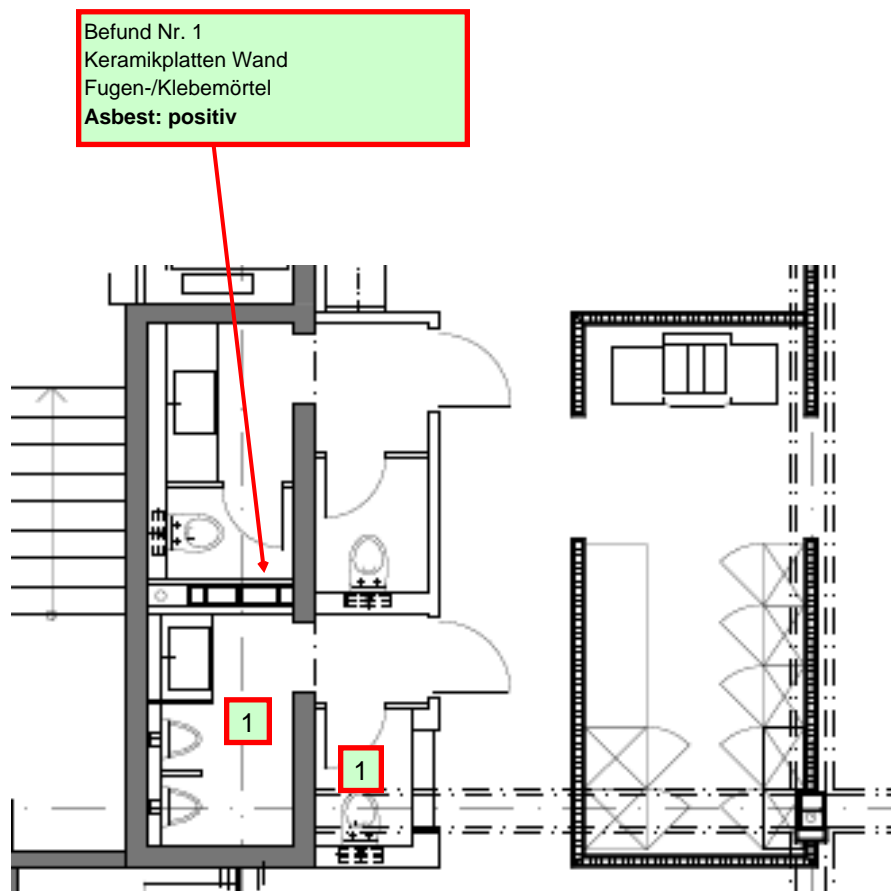 Befund Nr. 1
Keramikplatten Wand
Fugen-/Klebemörtel
Asbest: positiv
1
1